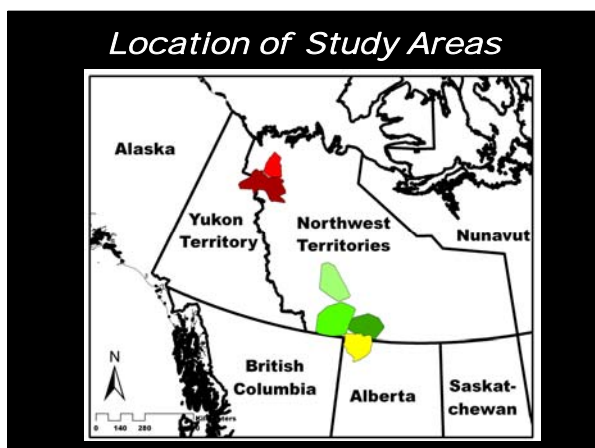 Location of Study Areas
Alaska
Yukon
Territory
Northwest
Territories
Nunavut
British
Columbia
Alberta
Saskat-
chewan
N
0 140 280